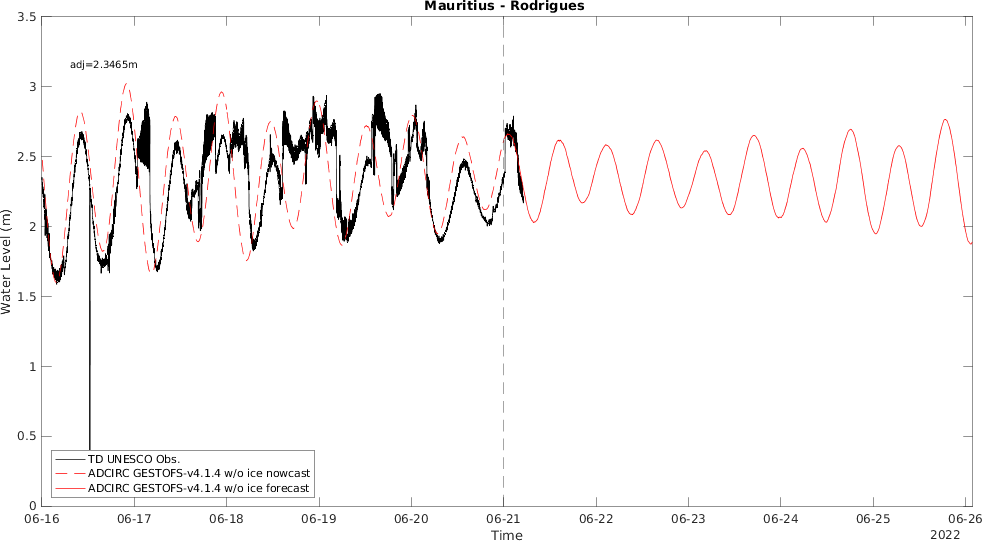 Mauritius - Rodrigues
3.5
adj=2.3465m
3
2.5
2
1.5
1
0.5
0
Water Level (m)
TD UNESCO Obs.
ADCIRC GESTOFS-v4.1.4 w/o ice nowcast
ADCIRC GESTOFS-v4.1.4 w/o ice forecast
06-16 06-17 06-18 06-19 06-20 06-21 06-22 06-23 06-24 06-25 06-26
Time
2022